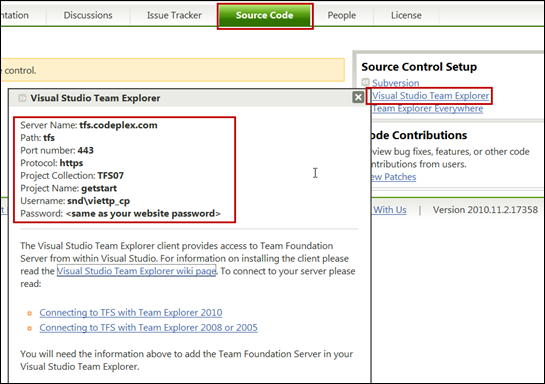 ntation Discussions Issue Tracker Source Code People License
e control.
Source Control Setup
Subversion
Visual Studio Team Explorer
Team Explorer Everywhere
ode Contributions
view bug fixes, features, or other code
ntributions from users.
ew Patches
With Us | Version 2010.11.2.17358
Visual Studio Team Explorer
Server Name: tfs.codeplex.com
Path: tfs
Port number: 443
Protocol: https
Project Collection: TFS07
Project Name: getstart
Username: snd\viettp_cp
Password: <same as your website password>
The Visual Studio Team Explorer client provides access to Team Foundation
Server from within Visual Studio. For information on installing the client please
read the Visual Studio Team Explorer wiki page. To connect to your server please
read:
Connecting to TFS with Team Explorer 2010
Connecting to TFS with Team Explorer 2008 or 2005
You will need the information above to add the Team Foundation Server in your
Visual Studio Team Explorer.